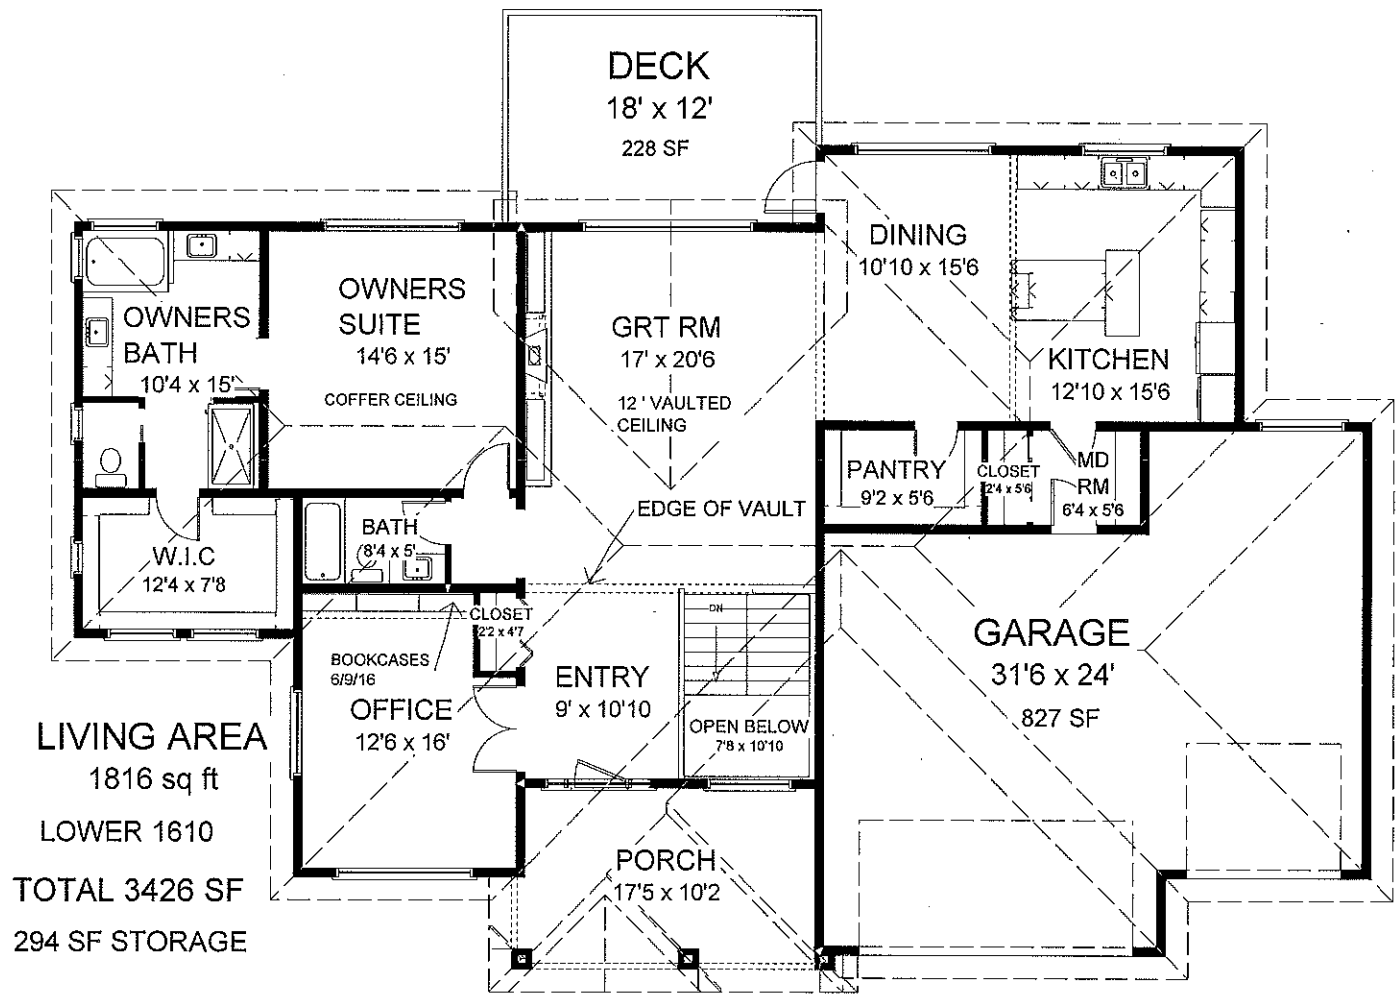 DECK
18' x 12'
228 SF
DINING
10'10 x 15'6
OWNERS
SUITE
14'6 x 15'
COFFER CEILING
OWNERS
BATH
10'4 x 15'
GRT RM
17' x 20'6
12 ' VAULTED
CEILING
KITCHEN
12'10 x 15'6
PANTRY
9'2 x 5'6
CLOSET
2'4 x 5'6
MD
RM
6'4 x 5'6
EDGE OF VAULT
BATH
8'4 x 5'
W.I.C
12'4 x 7'8
CLOSET
2'2 x 4'7
DN
BOOKCASES
6/9/16
OFFICE
12'6 x 16'
ENTRY
9' x 10'10
OPEN BELOW
7'8 x 10'10
GARAGE
31'6 x 24'
827 SF
LIVING AREA
1816 sq ft
LOWER 1610
TOTAL 3426 SF
294 SF STORAGE
PORCH
17'5 x 10'2